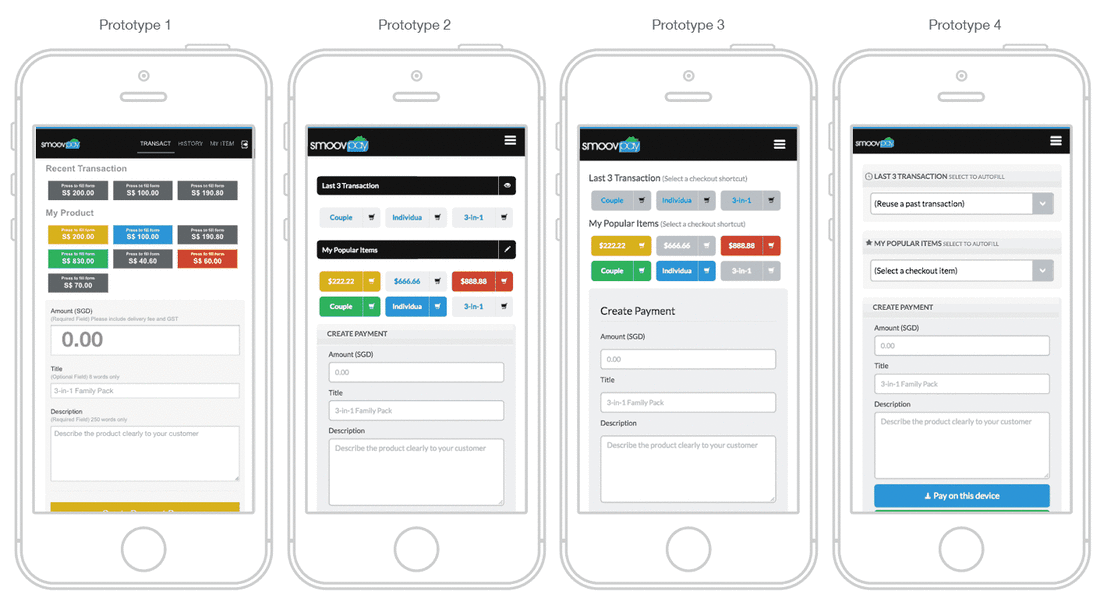 Prototype 1
smoovpay
TRANSACT HISTORY MY ITEM
Recent Transaction
Press to fill form Press to fill form Press to fill form
S$ 200.00 S$ 100.00 S$ 190.80
My Product
Press to fill form Press to fill form Press to fill form
S$ 200.00 S$ 100.00 S$ 190.80
Press to fill form Press to fill form Press to fill form
S$ 830.00 S$ 40.60 S$ 60.00
Press to fill form
S$ 70.00
Amount (SGD)
(Required Field) Please include delivery fee and GST
0.00
Title
(Optional Field) 8 words only
3-in-1 Family Pack
Description
(Required Field) 250 words only
Describe the product clearly to your customer
Prototype 2
smoovpay
Last 3 Transaction
Couple Individua 3-in-1
My Popular Items
$222.22 $666.66 $888.88
Couple Individua 3-in-1
CREATE PAYMENT
Amount (SGD)
0.00
Title
3-in-1 Family Pack
Description
Describe the product clearly to your customer
Prototype 3
smoovpay
Last 3 Transaction (Select a checkout shortcut)
Couple Individua 3-in-1
My Popular Items (Select a checkout shortcut)
$222.22 $666.66 $888.88
Couple Individua 3-in-1
Create Payment
Amount (SGD)
0.00
Title
3-in-1 Family Pack
Description
Describe the product clearly to your customer
Prototype 4
smoovpay
LAST 3 TRANSACTION SELECT TO AUTOFILL
(Reuse a past transaction)
MY POPULAR ITEMS SELECT TO AUTOFILL
(Select a checkout item)
CREATE PAYMENT
Amount (SGD)
0.00
Title
3-in-1 Family Pack
Description
Describe the product clearly to your customer
Pay on this device